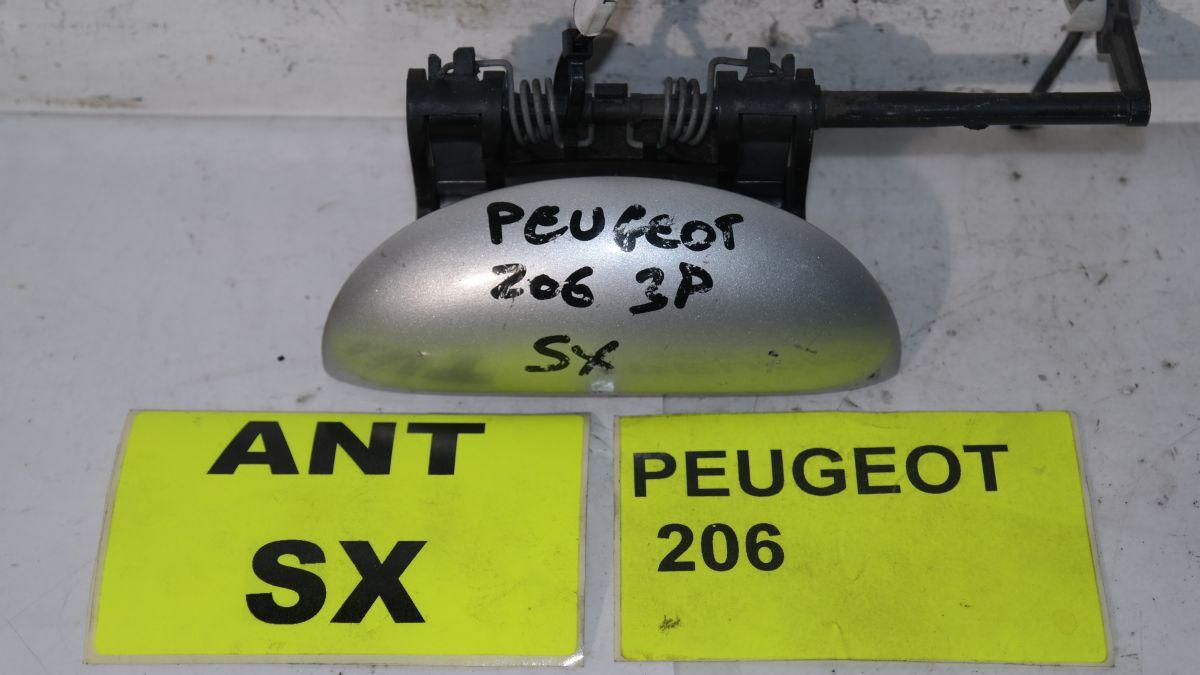 PEUGEOT
206 3P
SX
ANT
SX
PEUGEOT
206